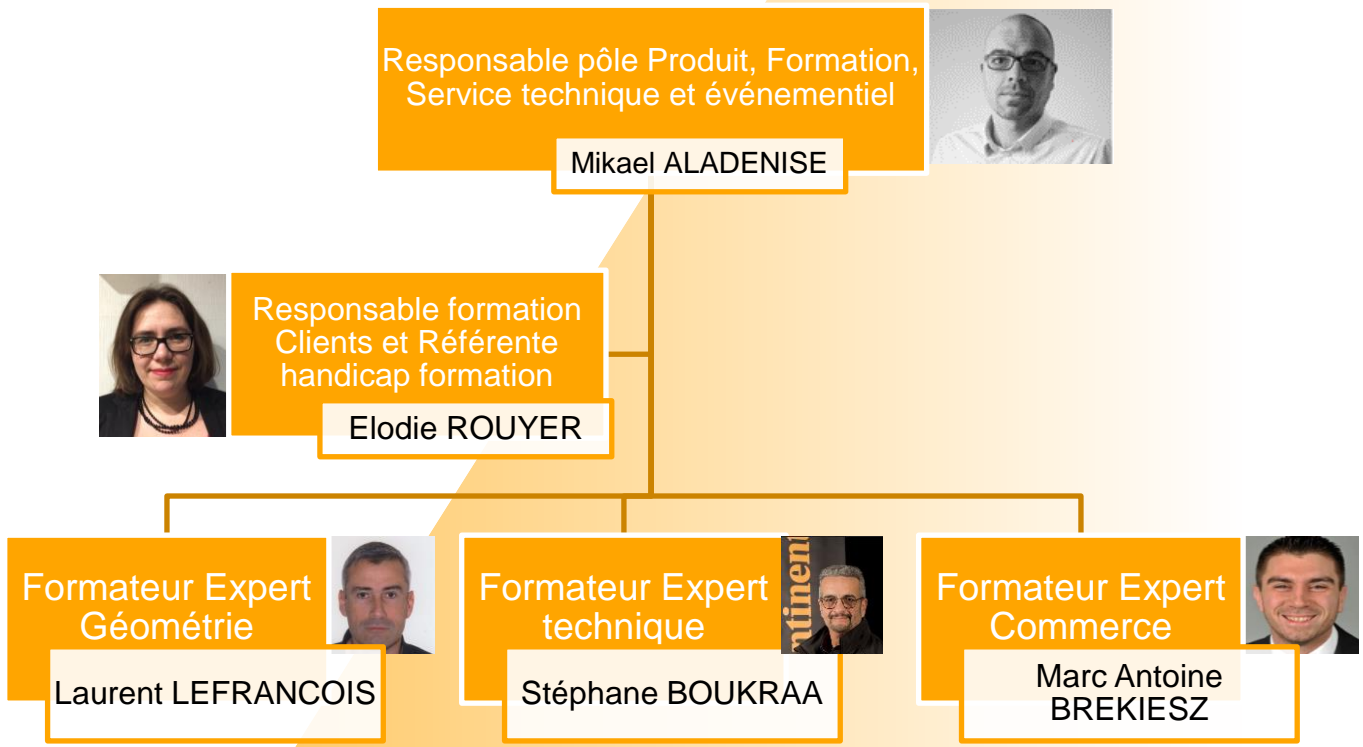 Responsable pôle Produit, Formation,
Service technique et événementiel
Mikael ALADENISE
Responsable formation
Clients et Référente
handicap formation
Elodie ROUYER
Formateur Expert
Géométrie
Laurent LEFRANCOIS
ntinent
Formateur Expert
technique
Stéphane BOUKRAA
Formateur Expert
Commerce
Marc Antoine
BREKIESZ